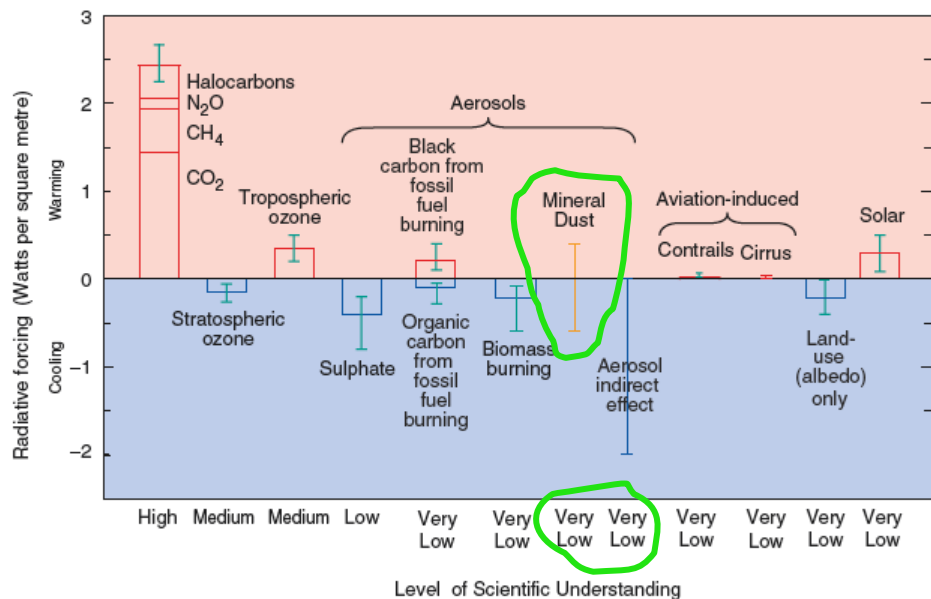 3
2
1
0
−1
−2
Radiative forcing (Watts per square metre)
Warming
Cooling
Halocarbons
N2O
CH4
CO2
Stratospheric
ozone
Tropospheric
ozone
Aerosols
Sulphate
Black
carbon from
fossil
fuel
burning
Organic
carbon
from
fossil
fuel
burning
Biomass
burning
Mineral
Dust
Aerosol
indirect
effect
Aviation-induced
Contrails Cirrus
Land-
use
(albedo)
only
Solar
High Medium Medium Low Very Very Very Very Very Very Very Very
Low Low Low Low Low Low Low Low
Level of Scientific Understanding